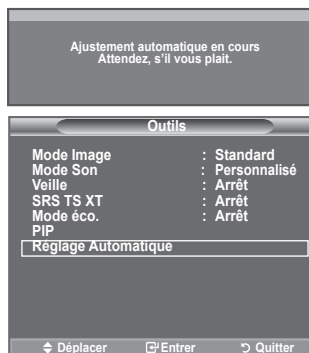 Ajustement automatique en cours
Attendez, s'il vous plait.
Outils
Mode Image : Standard
Mode Son : Personnalisé
Veille : Arrêt
SRS TS XT : Arrêt
Mode éco. : Arrêt
PIP
Réglage Automatique
Déplacer Entrer Quitter